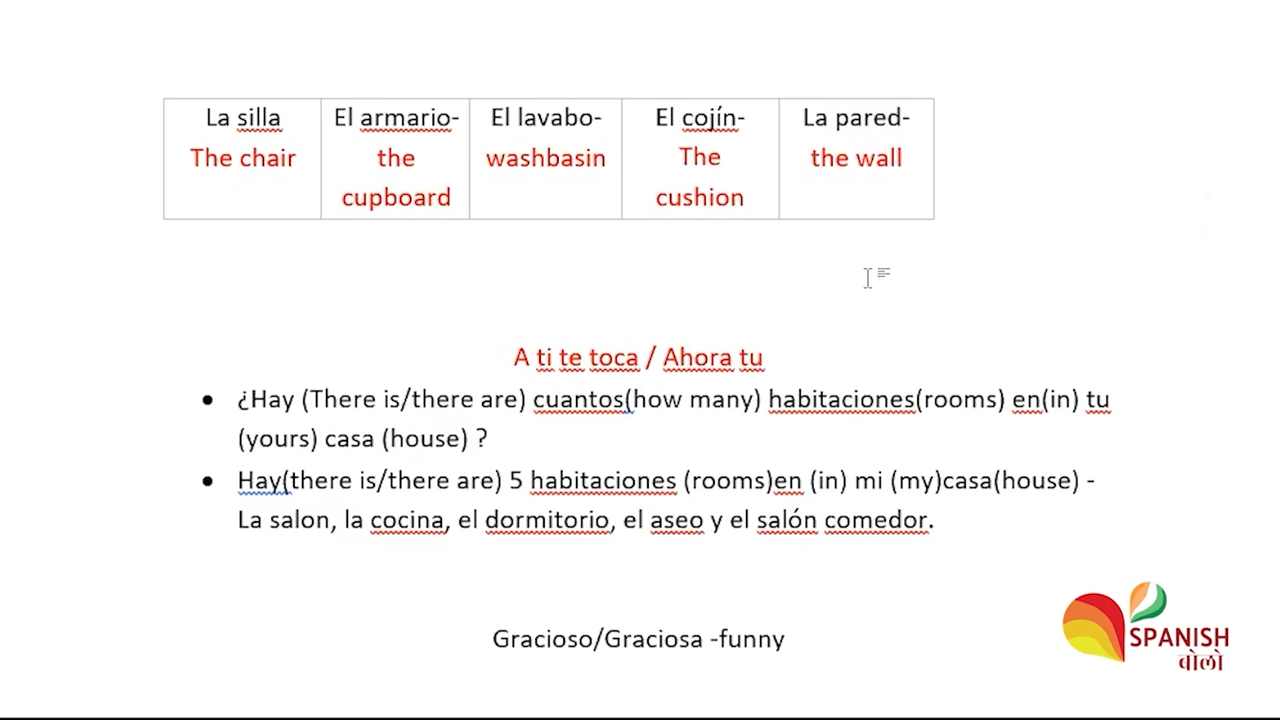 La silla
The chair
El armario-
the
cupboard
El lavabo-
washbasin
El cojín-
The
cushion
La pared-
the wall
A ti te toca / Ahora tu
¿Hay (There is/there are) cuantos(how many) habitaciones(rooms) en(in) tu
(yours) casa (house) ?
Hay(there is/there are) 5 habitaciones (rooms)en (in) mi (my)casa(house) -
La salon, la cocina, el dormitorio, el aseo y el salón comedor.
Gracioso/Graciosa -funny
SPANISH
बोलो